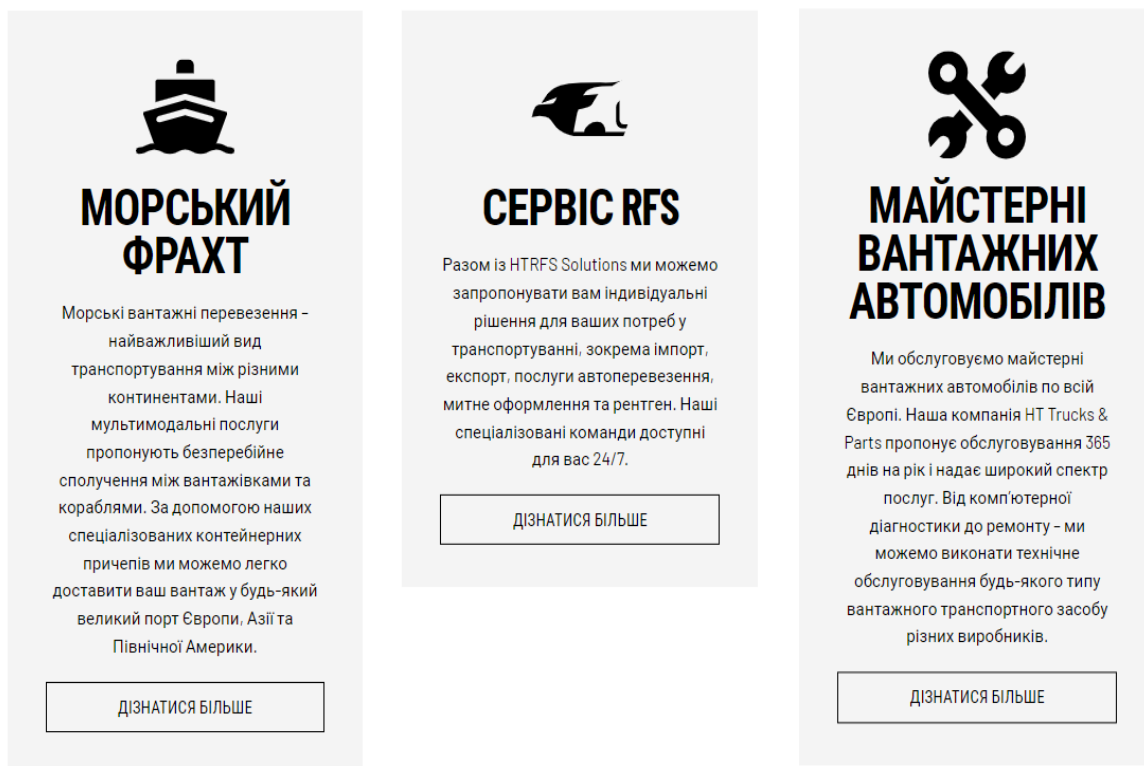 МОРСЬКИЙ
ФРАХТ
Морські вантажні перевезення –
найважливіший вид
транспортування між різними
континентами. Наші
мультимодальні послуги
пропонують безперебійне
сполучення між вантажівками та
кораблями. За допомогою наших
спеціалізованих контейнерних
причепів ми можемо легко
доставити ваш вантаж у будь-який
великий порт Європи, Азії та
Північної Америки.
ДІЗНАТИСЯ БІЛЬШЕ
СЕРВІС RFS
Разом із HTRFS Solutions ми можемо
запропонувати вам індивідуальні
рішення для ваших потреб у
транспортуванні, зокрема імпорт,
експорт, послуги автоперевезення,
митне оформлення та рентген. Наші
спеціалізовані команди доступні
для вас 24/7.
ДІЗНАТИСЯ БІЛЬШЕ
МАЙСТЕРНІ
ВАНТАЖНИХ
АВТОМОБІЛІВ
Ми обслуговуємо майстерні
вантажних автомобілів по всій
Європі. Наша компанія HT Trucks &
Parts пропонує обслуговування 365
днів на рік і надає широкий спектр
послуг. Від комп'ютерної
діагностики до ремонту – ми
можемо виконати технічне
обслуговування будь-якого типу
вантажного транспортного засобу
різних виробників.
ДІЗНАТИСЯ БІЛЬШЕ